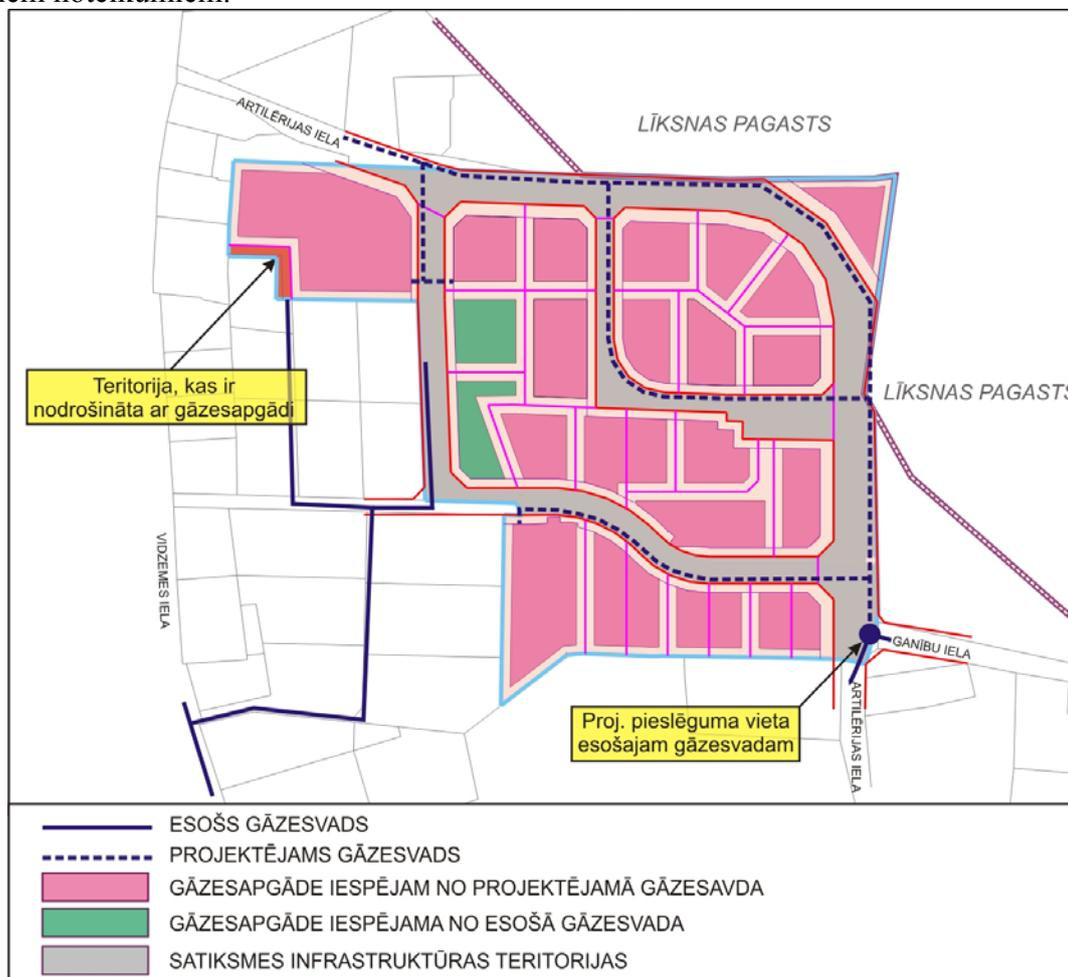 ARTILĒRIJAS IELA
LĪKSNAS PAGASTS
Teritorija, kas ir
nodrošināta ar gāzesapgādi
LĪKSNAS PAGASTS
VIDZEMES IELA
GANĪBU IELA
Proj. pieslēguma vieta
esošajam gāzesvadam
ARTILĒRIJAS IELA
ESOŠS GĀZESVADS
PROJEKTĒJAMS GĀZESVADS
GĀZESAPGĀDE IESPĒJAM NO PROJEKTĒJAMĀ GĀZESAVDA
GĀZESAPGĀDE IESPĒJAMA NO ESOŠĀ GĀZESVADA
SATIKSMES INFRASTRUKTŪRAS TERITORIJAS